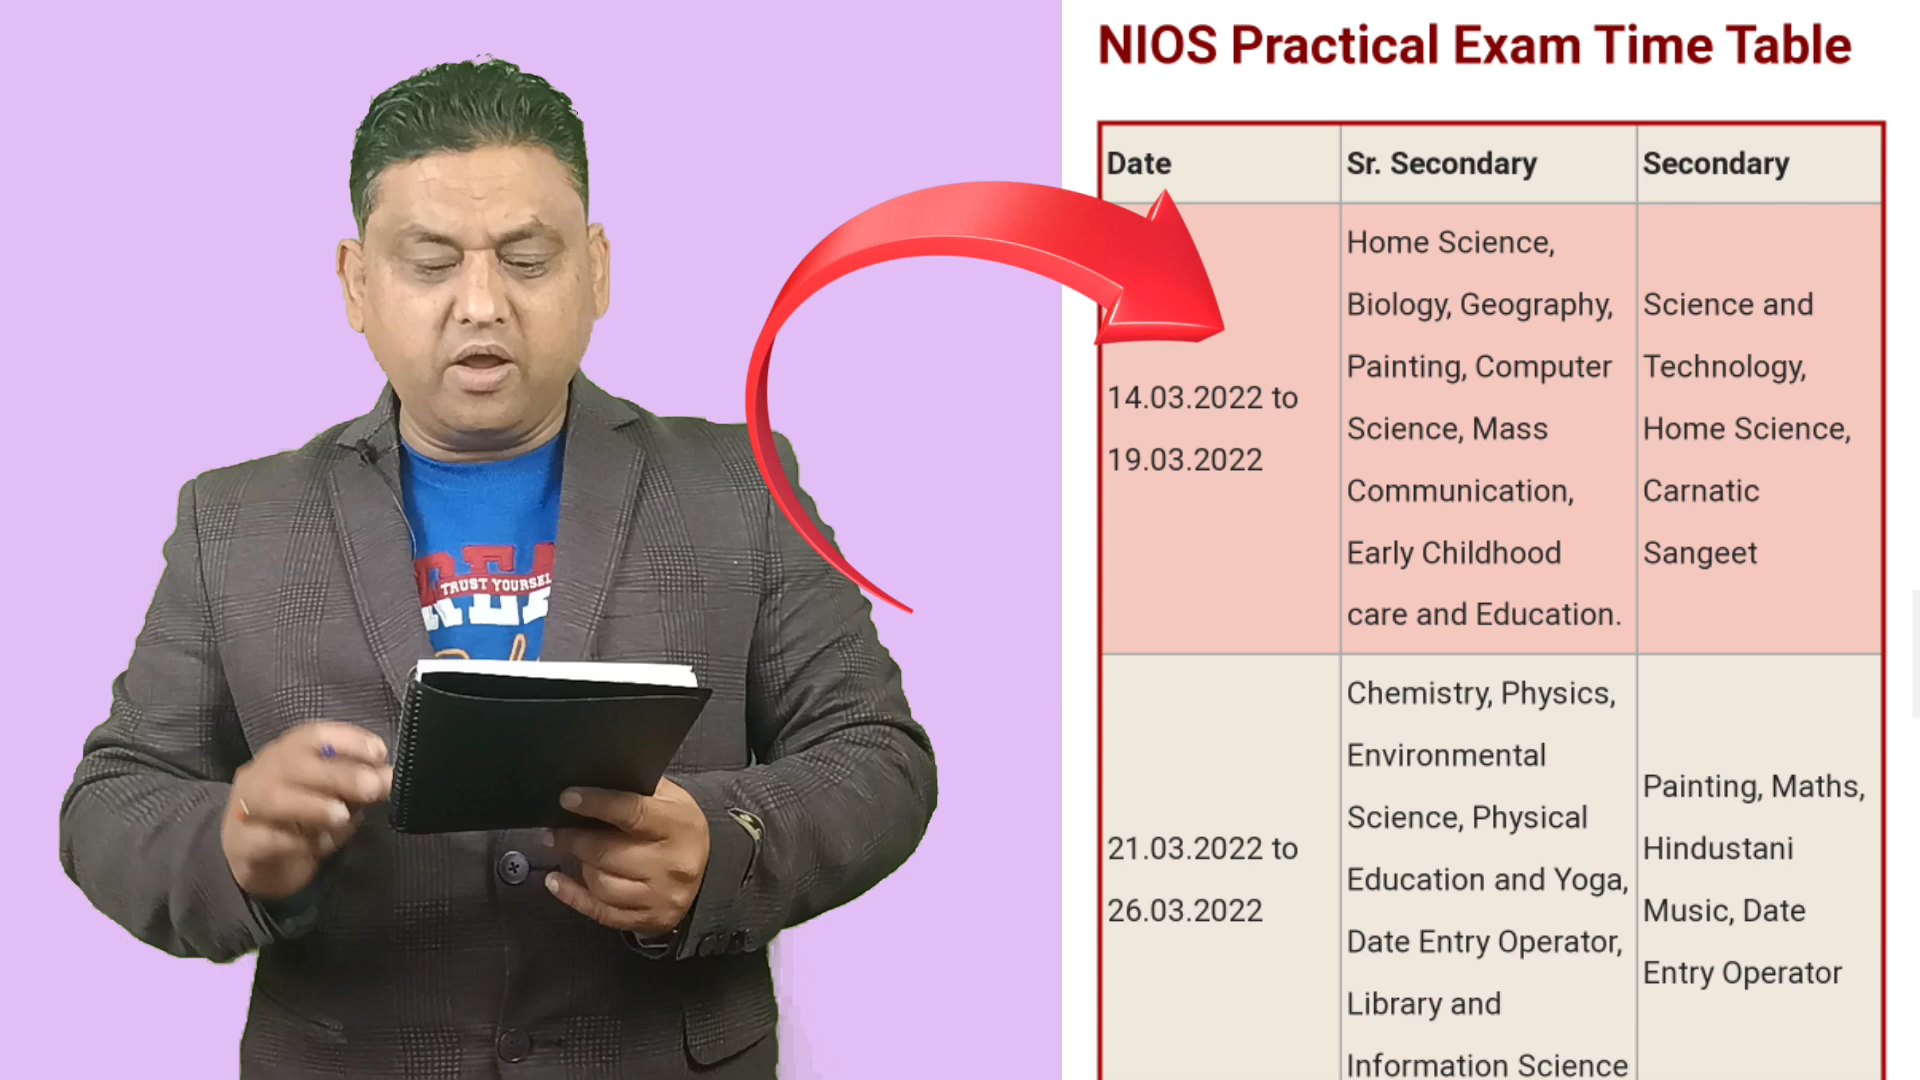 NIOS Practical Exam Time Table
Date
Sr. Secondary
Secondary
14.03.2022 to
19.03.2022
Home Science,
Biology, Geography,
Painting, Computer
Science, Mass
Communication,
Early Childhood
care and Education.
Science and
Technology,
Home Science,
Carnatic
Sangeet
21.03.2022 to
26.03.2022
Chemistry, Physics,
Environmental
Science, Physical
Education and Yoga,
Date Entry Operator,
Library and
Information Science
Painting, Maths,
Hindustani
Music, Date
Entry Operator
TRUST YOURSEL